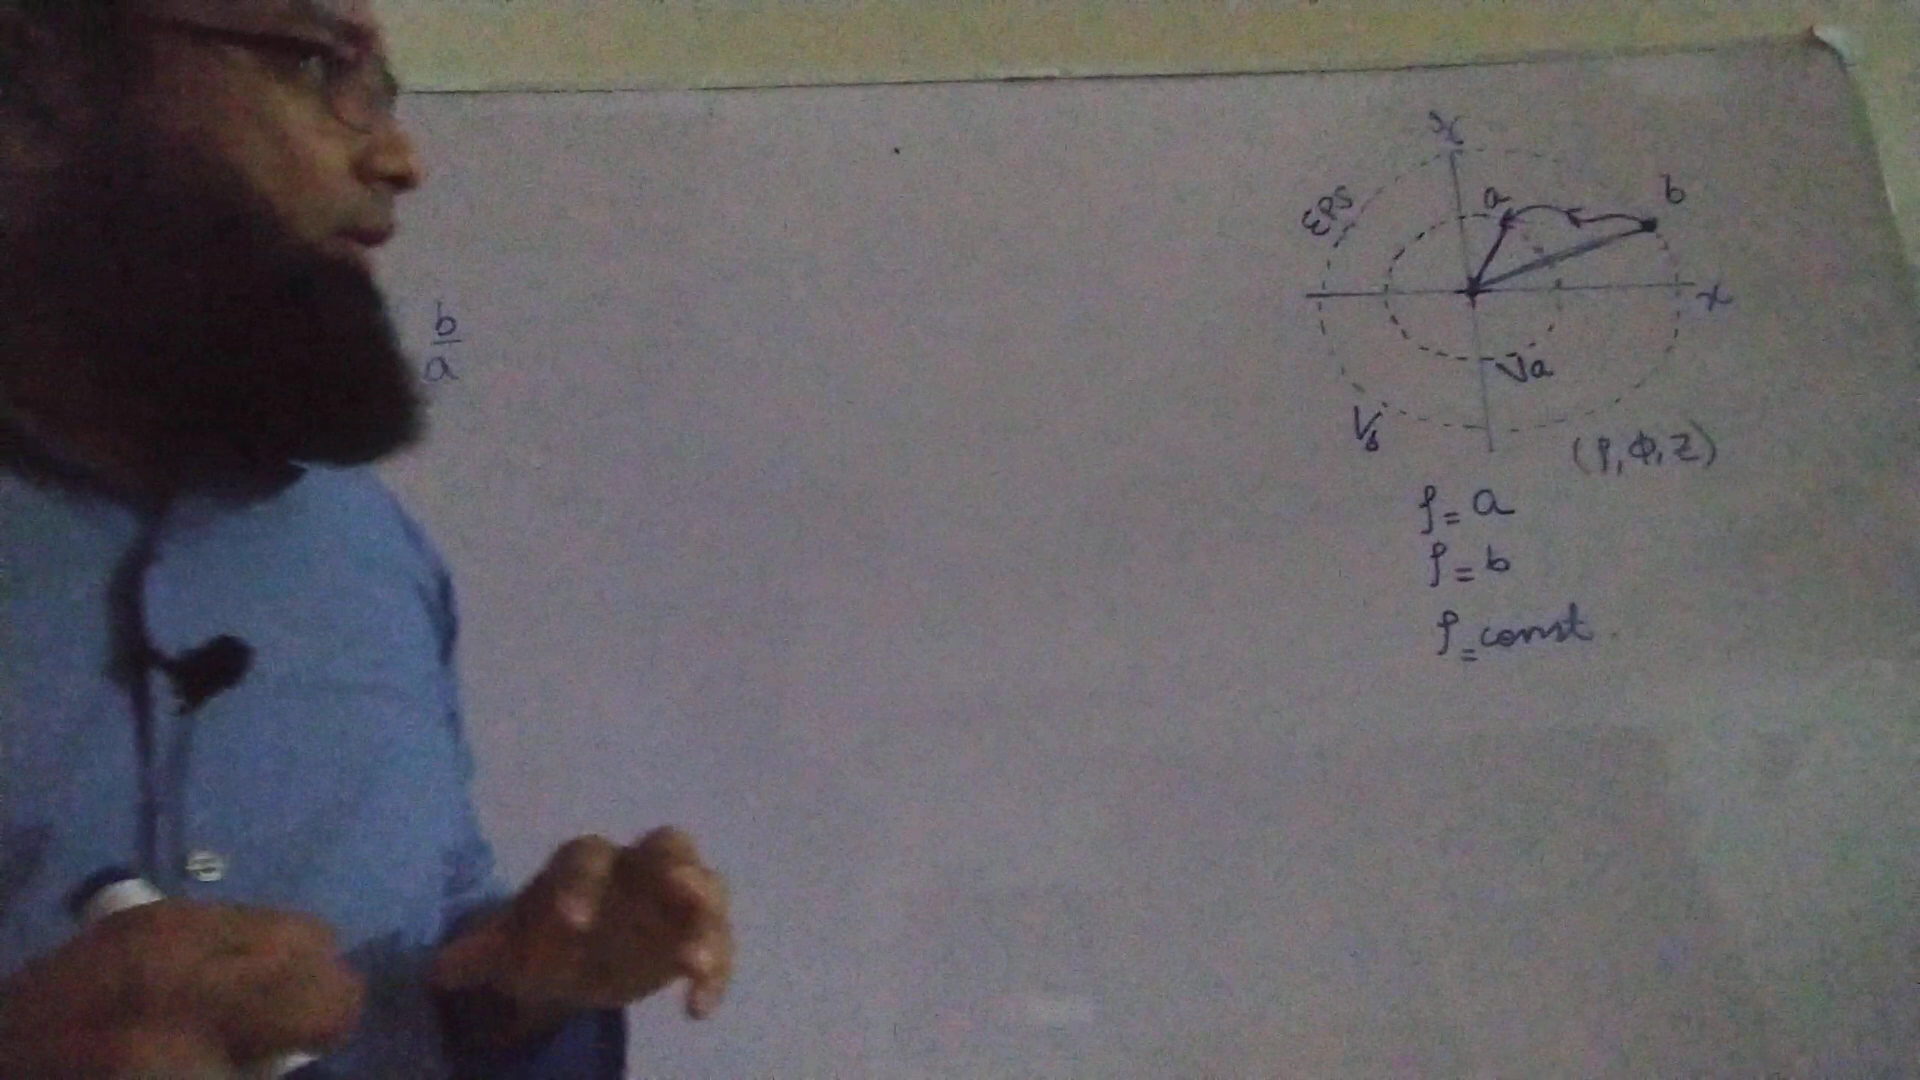 x
b
a
EPS
x
b
a
Va
Vb
(ρ, Φ, Z)
ρ = a
ρ = b
ρ = const